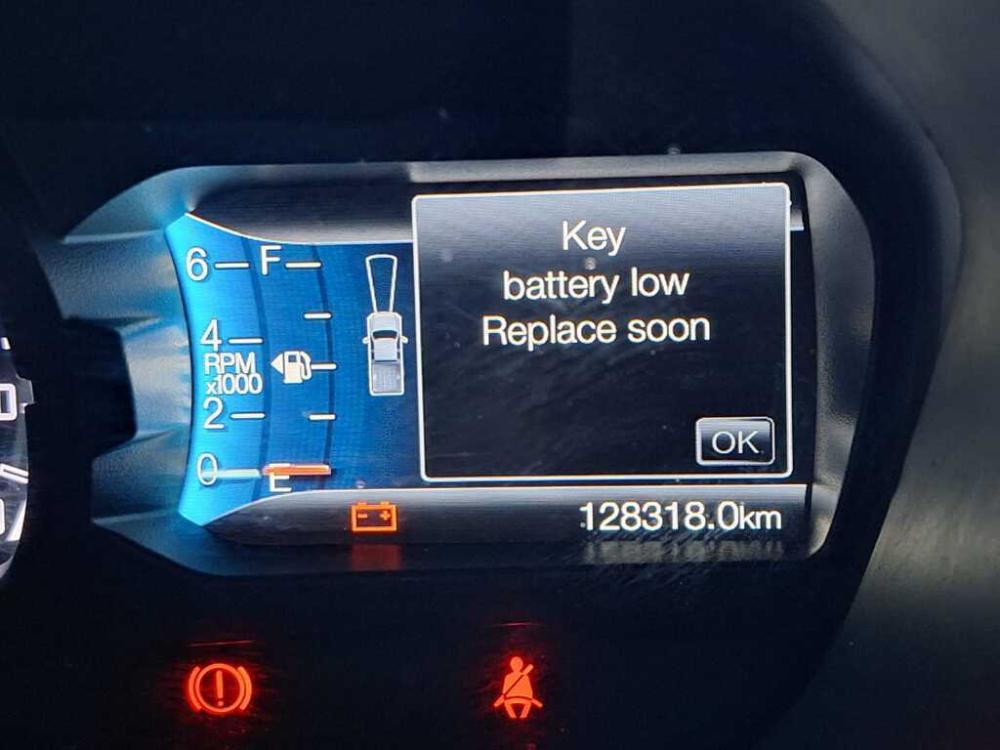 Key
battery low
Replace soon
OK
6
F
4
RPM
x1000
2
0
E
128318.0km